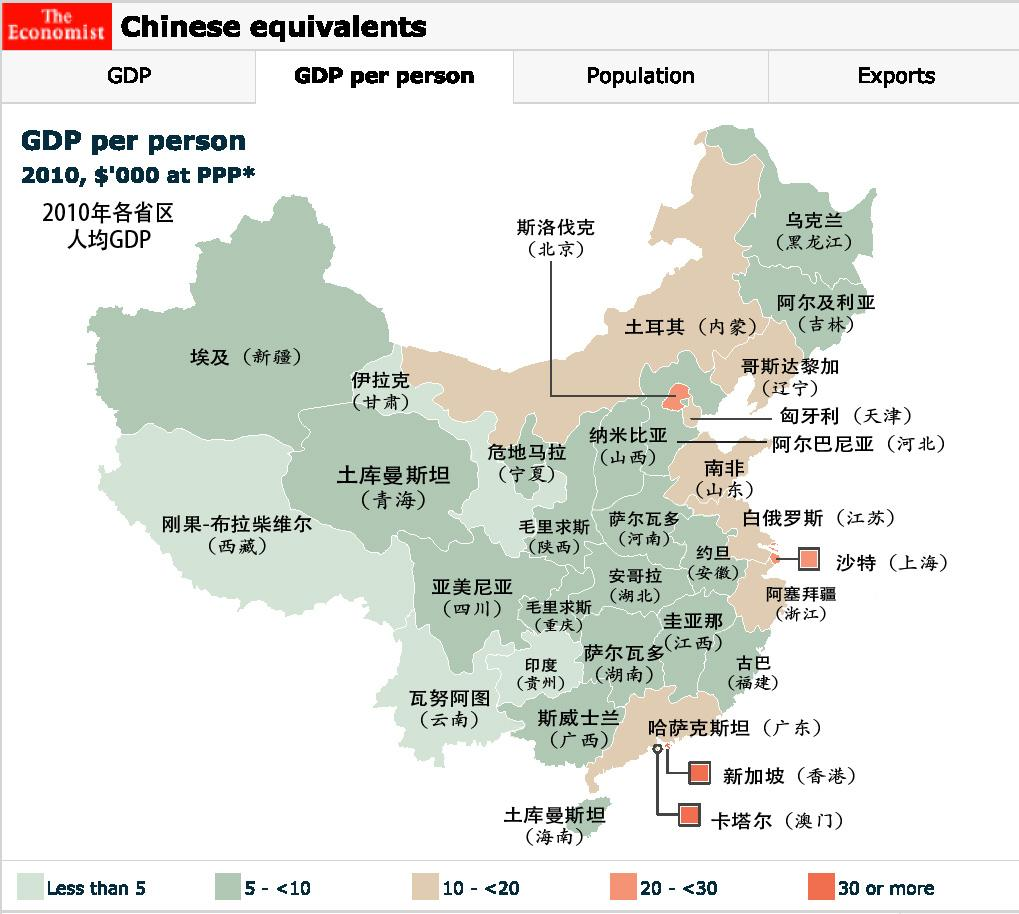 The
Economist
Chinese equivalents
GDP
GDP per person
Population
Exports
GDP per person
2010, $'000 at PPP*
2010年各省区
人均GDP
斯洛伐克
(北京)
乌克兰
(黑龙江)
阿尔及利亚
(吉林)
土耳其 (内蒙)
埃及 (新疆)
伊拉克
(甘肃)
哥斯达黎加
(辽宁)
匈牙利 (天津)
阿尔巴尼亚 (河北)
纳米比亚
(山西)
危地马拉
(宁夏)
南非
(山东)
土库曼斯坦
(青海)
刚果-布拉柴维尔
(西藏)
毛里求斯
(陕西)
萨尔瓦多
(河南)
白俄罗斯 (江苏)
约旦
(安徽)
沙特 (上海)
亚美尼亚
(四川)
安哥拉
(湖北)
阿塞拜疆
(浙江)
毛里求斯
(重庆)
圭亚那
(江西)
印度
(贵州)
萨尔瓦多
(湖南)
古巴
(福建)
瓦努阿图
(云南)
斯威士兰
(广西)
哈萨克斯坦 (广东)
新加坡 (香港)
土库曼斯坦
(海南)
卡塔尔 (澳门)
Less than 5
5 - <10
10 - <20
20 - <30
30 or more